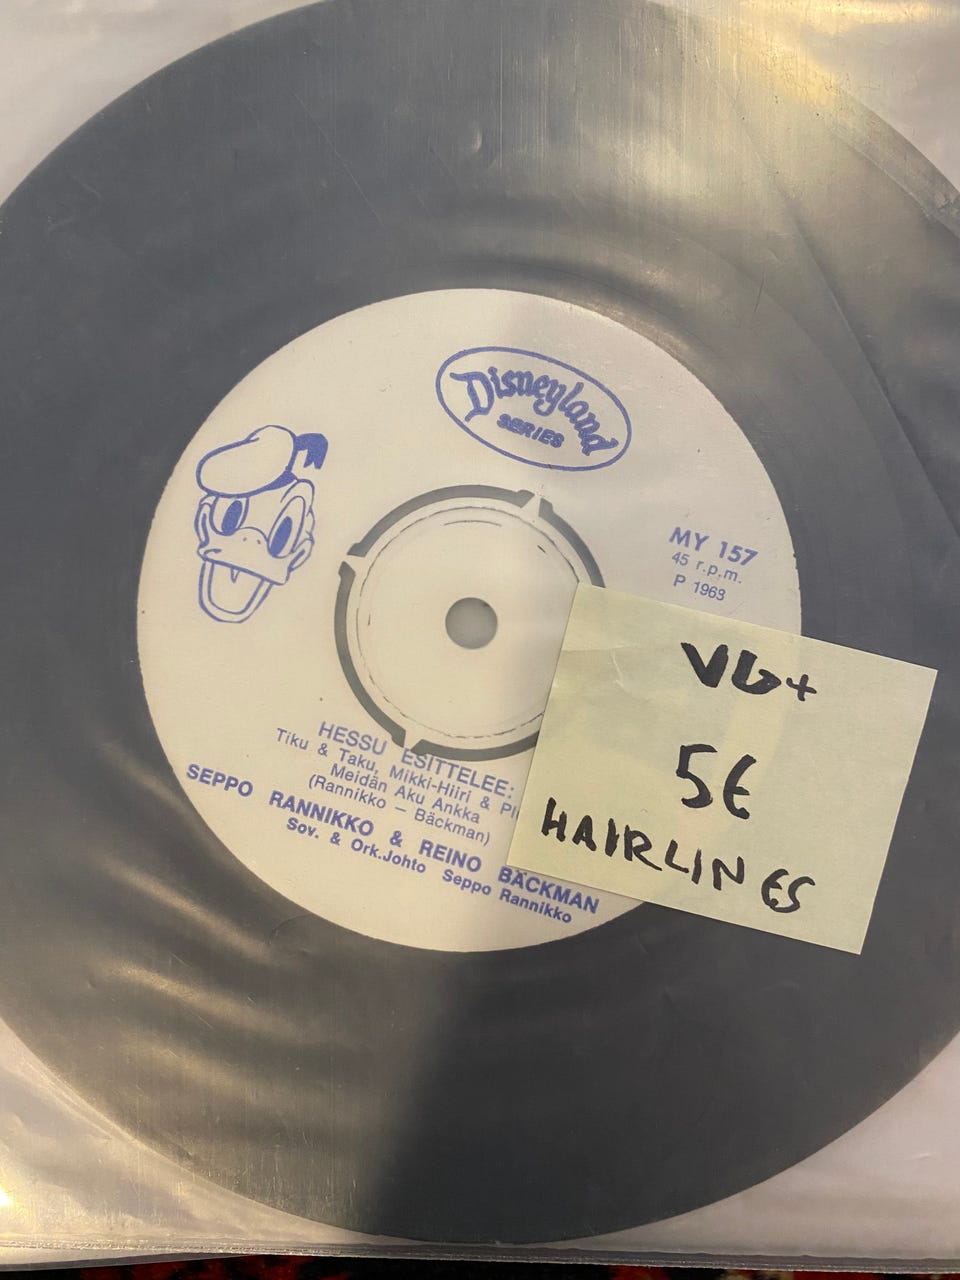 Disneyland
SERIES
MY 157
45 r.p.m.
P 1963
HESSU ESITTELEE:
Tiku & Taku, Mikki-Hiiri &
Meidän Aku Ankka
(Rannikko – Bäckman)
SEPPO RANNIKKO & REINO BÄCKMAN
Sov. & Ork.Johto Seppo Rannikko
VG+
5€
HAIRLINES